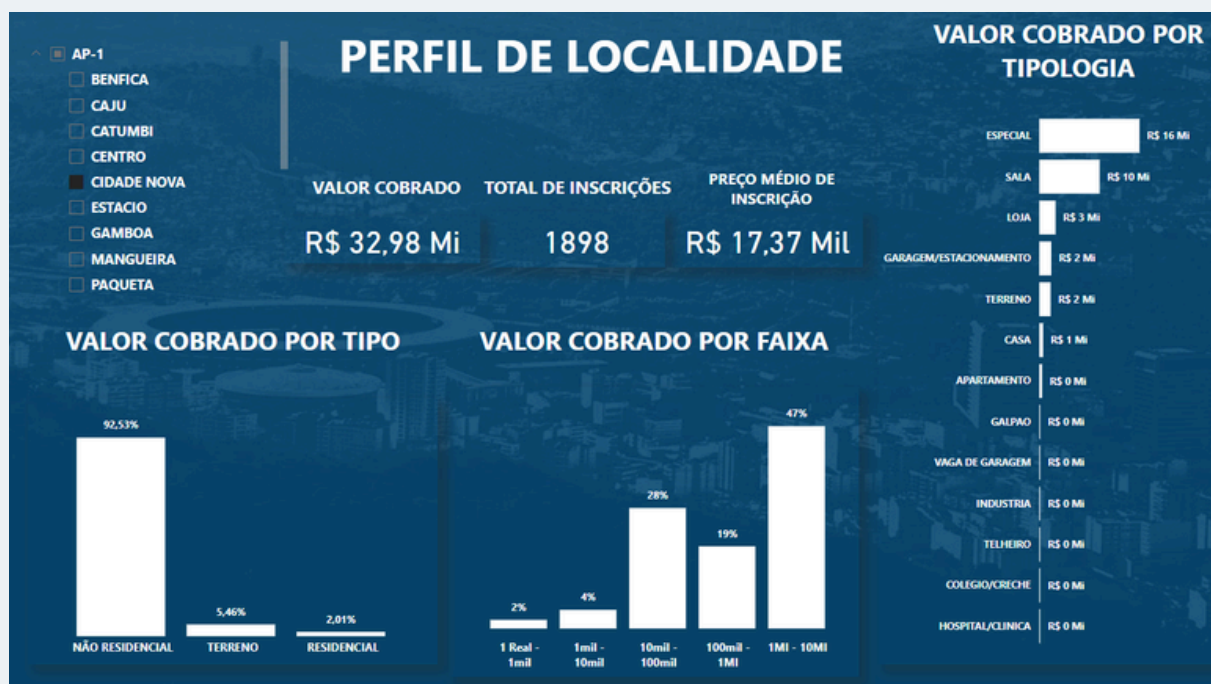 AP-1
BENFICA
CAJU
CATUMBI
CENTRO
CIDADE NOVA
ESTACIO
GAMBOA
MANGUEIRA
PAQUETA
PERFIL DE LOCALIDADE
VALOR COBRADO
R$ 32,98 Mi
TOTAL DE INSCRIÇÕES
1898
PREÇO MÉDIO DE
INSCRIÇÃO
R$ 17,37 Mil
VALOR COBRADO POR TIPO
92,53%
5,46%
2,01%
NÃO RESIDENCIAL
TERRENO
RESIDENCIAL
VALOR COBRADO POR FAIXA
2%
4%
28%
19%
47%
1 Real -
1mil
1mil -
10mil
10mil -
100mil
100mil -
1MI
1MI - 10MI
VALOR COBRADO POR
TIPOLOGIA
ESPECIAL R$ 16 Mi
SALA R$ 10 Mi
LOJA R$ 3 Mi
GARAGEM/ESTACIONAMENTO R$ 2 Mi
TERRENO R$ 2 Mi
CASA R$ 1 Mi
APARTAMENTO R$ 0 Mi
GALPAO R$ 0 Mi
VAGA DE GARAGEM R$ 0 Mi
INDUSTRIA R$ 0 Mi
TELHEIRO R$ 0 Mi
COLEGIO/CRECHE R$ 0 Mi
HOSPITAL/CLINICA R$ 0 Mi